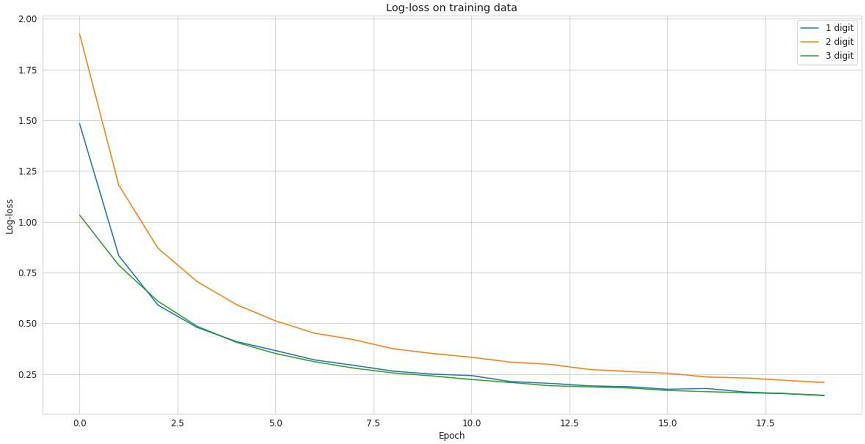 Log-loss on training data
1 digit
2 digit
3 digit
2.00
1.75
1.50
1.25
1.00
0.75
0.50
0.25
Log-loss
0.0 2.5 5.0 7.5 10.0 12.5 15.0 17.5
Epoch